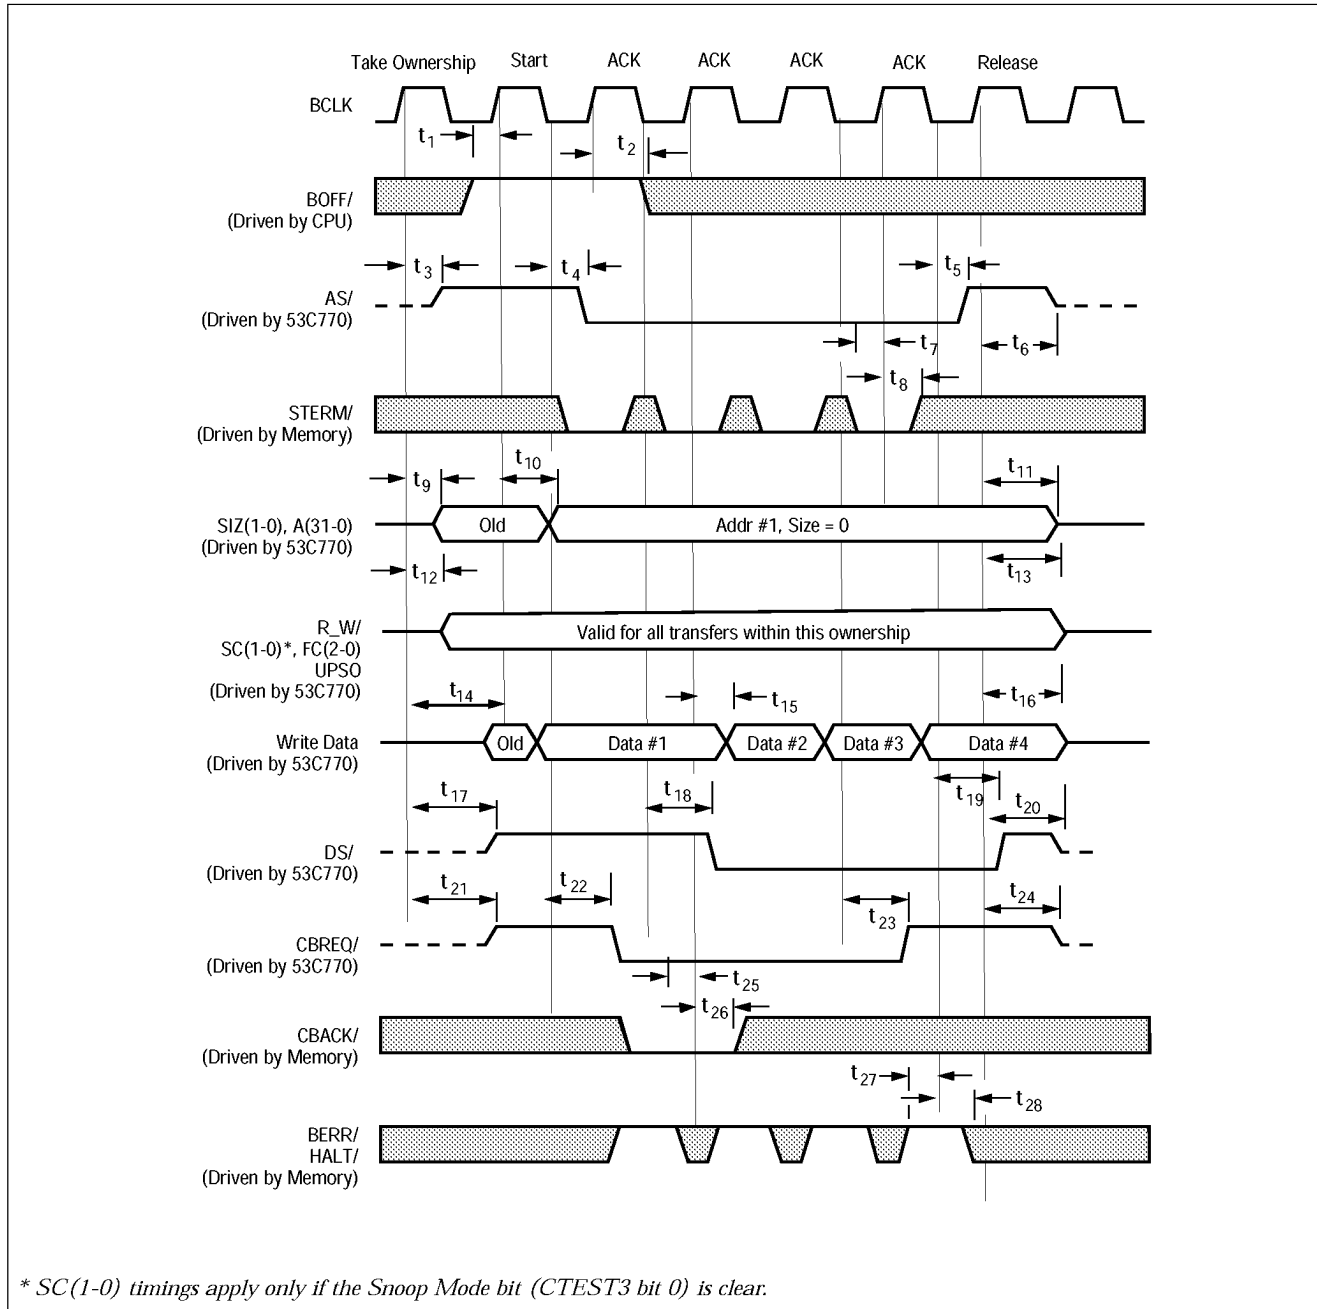 Take Ownership Start ACK ACK ACK ACK Release
BCLK
t1 t2
BOFF/
(Driven by CPU)
t3 t4 t5
AS/
(Driven by 53C770)
t7 t6
t8
STERM/
(Driven by Memory)
t9 t10 t11
SIZ(1-0), A(31-0) Old Addr #1, Size = 0
(Driven by 53C770)
t12 t13
R_W/ Valid for all transfers within this ownership
SC(1-0)*, FC(2-0)
UPSO
(Driven by 53C770)
t14 t15 t16
Write Data Old Data #1 Data #2 Data #3 Data #4
(Driven by 53C770)
t17 t18 t19 t20
DS/
(Driven by 53C770)
t21 t22 t23 t24
CBREQ/
(Driven by 53C770)
t25
t26
CBACK/
(Driven by Memory)
t27
t28
BERR/
HALT/
(Driven by Memory)
* SC(1-0) timings apply only if the Snoop Mode bit (CTEST3 bit 0) is clear.